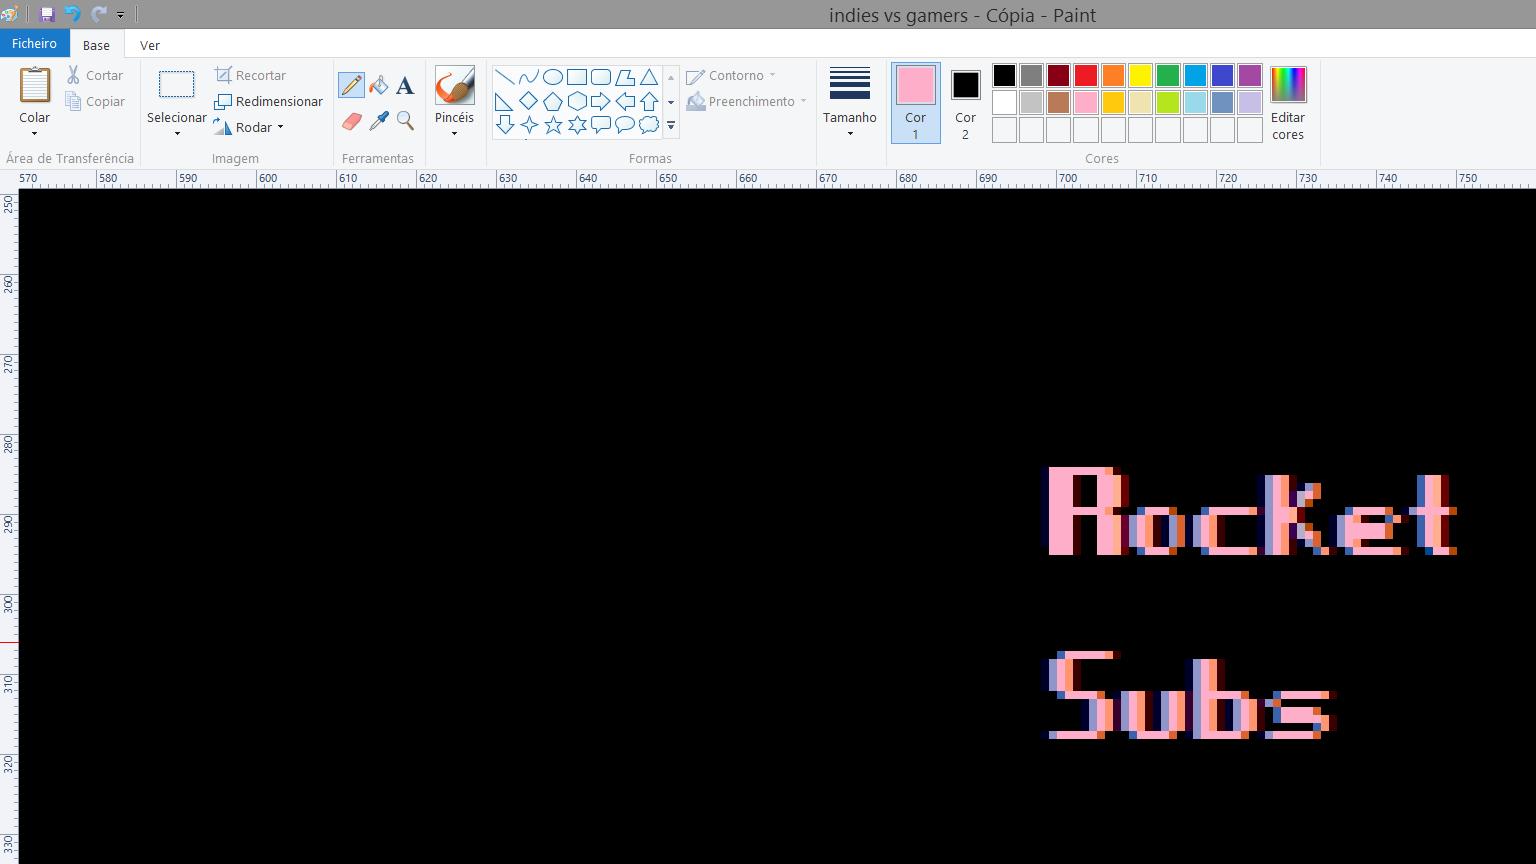 indies vs gamers - Cópia - Paint
Ficheiro Base Ver
Colar
Cortar
Copiar
Área de Transferência
Selecionar
Recortar
Redimensionar
Rodar
Imagem
A
Ferramentas
Pincéis
Contorno
Preenchimento
Formas
Tamanho
Cor
1
Cor
2
Editar
cores
Cores
570 580 590 600 610 620 630 640 650 660 670 680 690 700 710 720 730 740 750
250
260
270
280
290
300
310
320
330
Rocket
Subs